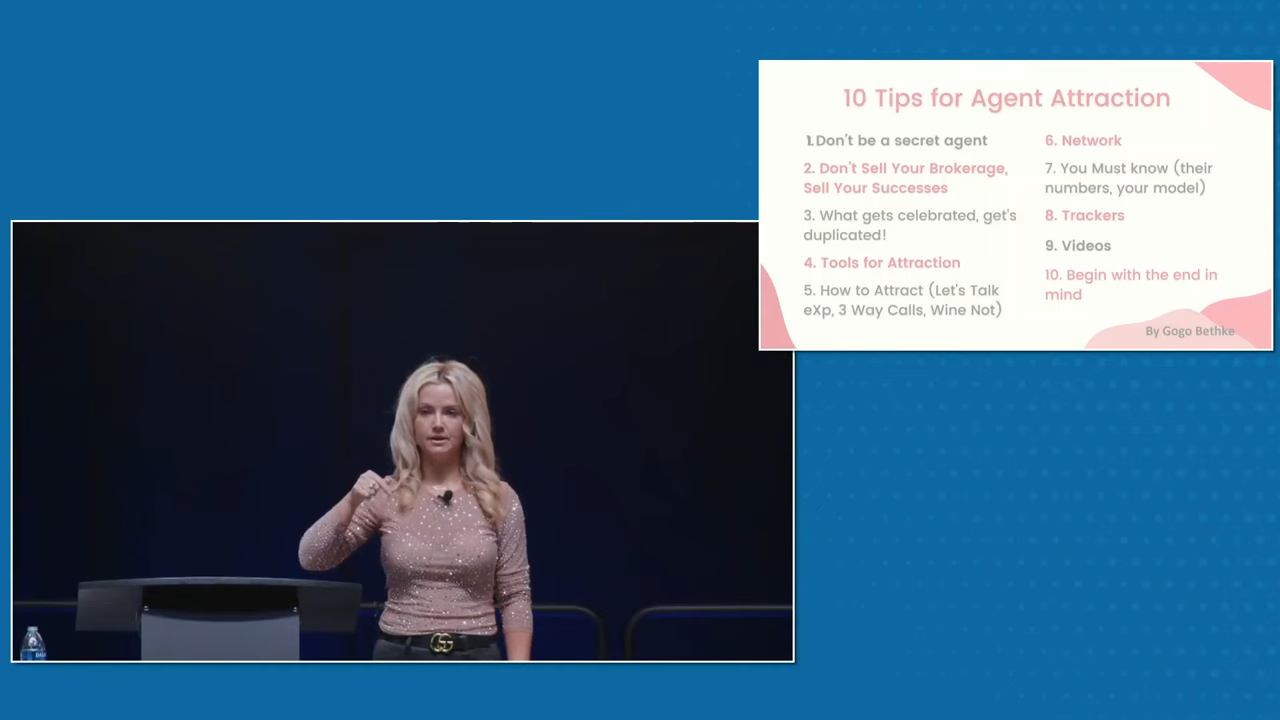 10 Tips for Agent Attraction
1.Don't be a secret agent
2. Don't Sell Your Brokerage,
Sell Your Successes
3. What gets celebrated, get's
duplicated!
4. Tools for Attraction
5. How to Attract (Let's Talk
eXp, 3 Way Calls, Wine Not)
6. Network
7. You Must know (their
numbers, your model)
8. Trackers
9. Videos
10. Begin with the end in
mind
By Gogo Bethke